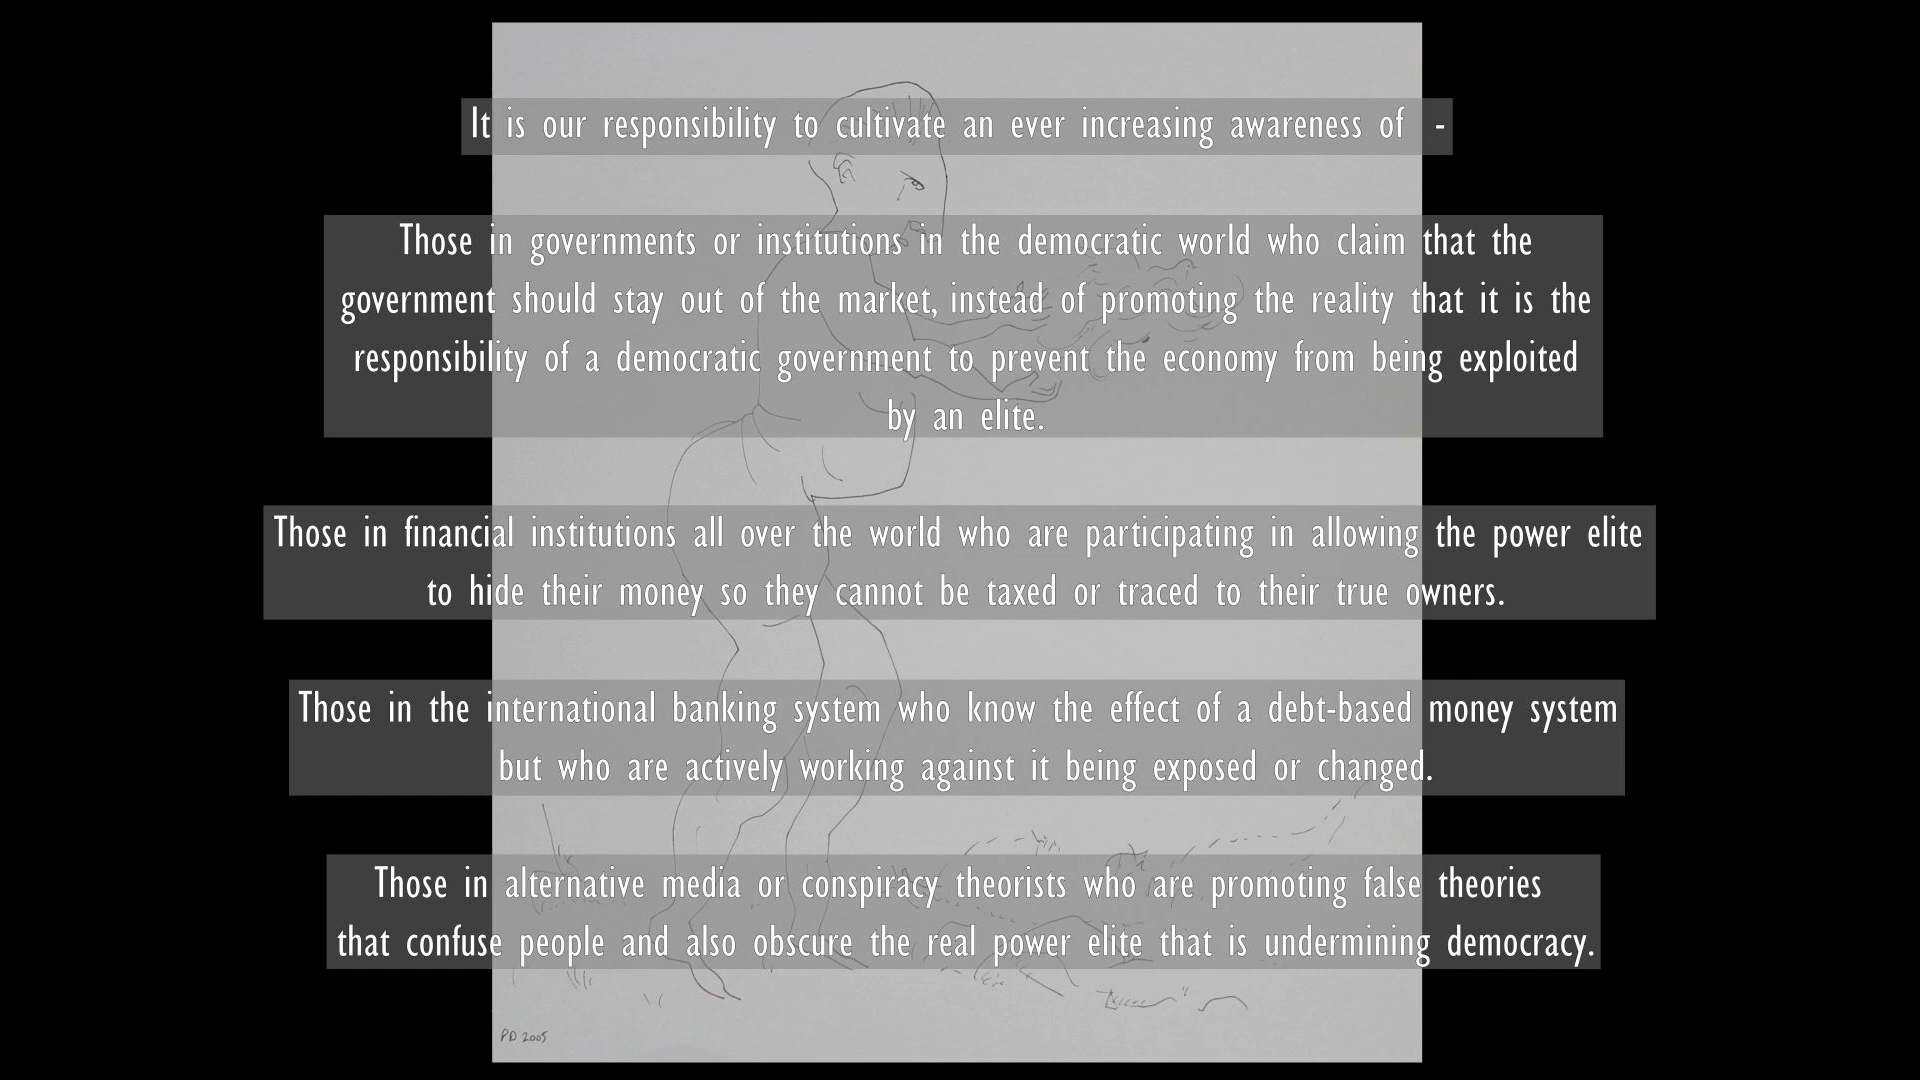 It is our responsibility to cultivate an ever increasing awareness of -
Those in governments or institutions in the democratic world who claim that the
government should stay out of the market, instead of promoting the reality that it is the
responsibility of a democratic government to prevent the economy from being exploited
by an elite.
Those in financial institutions all over the world who are participating in allowing the power elite
to hide their money so they cannot be taxed or traced to their true owners.
Those in the international banking system who know the effect of a debt-based money system
but who are actively working against it being exposed or changed.
Those in alternative media or conspiracy theorists who are promoting false theories
that confuse people and also obscure the real power elite that is undermining democracy.
PD 2005